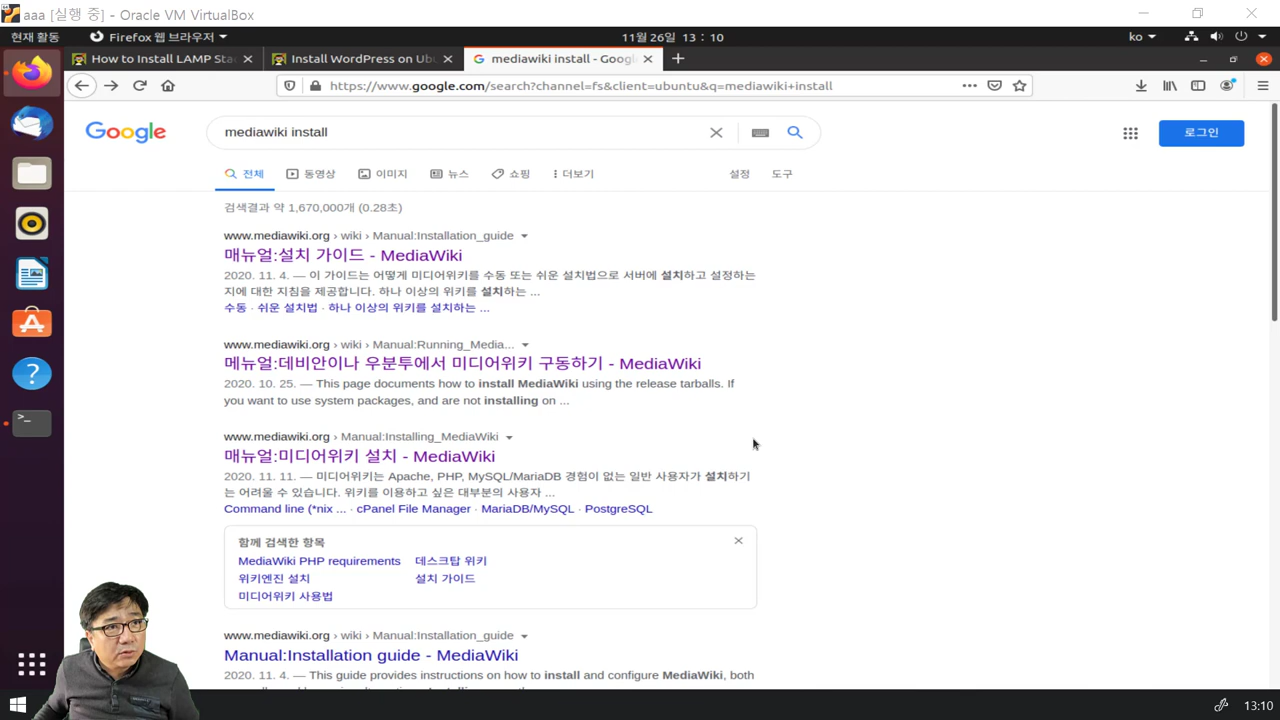 aaa [실행 중] - Oracle VM VirtualBox
현재 활동
Firefox 웹 브라우저
11월 26일 13 : 10
ko
How to Install LAMP Sta
Install WordPress on Ubu
mediawiki install - Googl
https://www.google.com/search?channel=fs&client=ubuntu&q=mediawiki+install
Google
mediawiki install
로그인
전체
동영상
이미지
뉴스
쇼핑
더보기
설정
도구
검색결과 약 1,670,000개 (0.28초)
www.mediawiki.org › wiki › Manual:Installation_guide
매뉴얼:설치 가이드 - MediaWiki
2020. 11. 4. — 이 가이드는 어떻게 미디어위키를 수동 또는 쉬운 설치법으로 서버에 설치하고 설정하는
지에 대한 지침을 제공합니다. 하나 이상의 위키를 설치하는 ...
수동 · 쉬운 설치법 · 하나 이상의 위키를 설치하는 ...
www.mediawiki.org › wiki › Manual:Running_Media...
메뉴얼:데비안이나 우분투에서 미디어위키 구동하기 - MediaWiki
2020. 10. 25. — This page documents how to install MediaWiki using the release tarballs. If
you want to use system packages, and are not installing on ...
www.mediawiki.org › Manual:Installing_MediaWiki
매뉴얼:미디어위키 설치 - MediaWiki
2020. 11. 11. — 미디어위키는 Apache, PHP, MySQL/MariaDB 경험이 없는 일반 사용자가 설치하기
는 어려울 수 있습니다. 위키를 이용하고 싶은 대부분의 사용자 ...
Command line (*nix ... · cPanel File Manager · MariaDB/MySQL · PostgreSQL
함께 검색한 항목
MediaWiki PHP requirements
데스크탑 위키
위키엔진 설치
설치 가이드
미디어위키 사용법
www.mediawiki.org › wiki › Manual:Installation_guide
Manual:Installation guide - MediaWiki
2020. 11. 4. — This guide provides instructions on how to install and configure MediaWiki, both
13:10